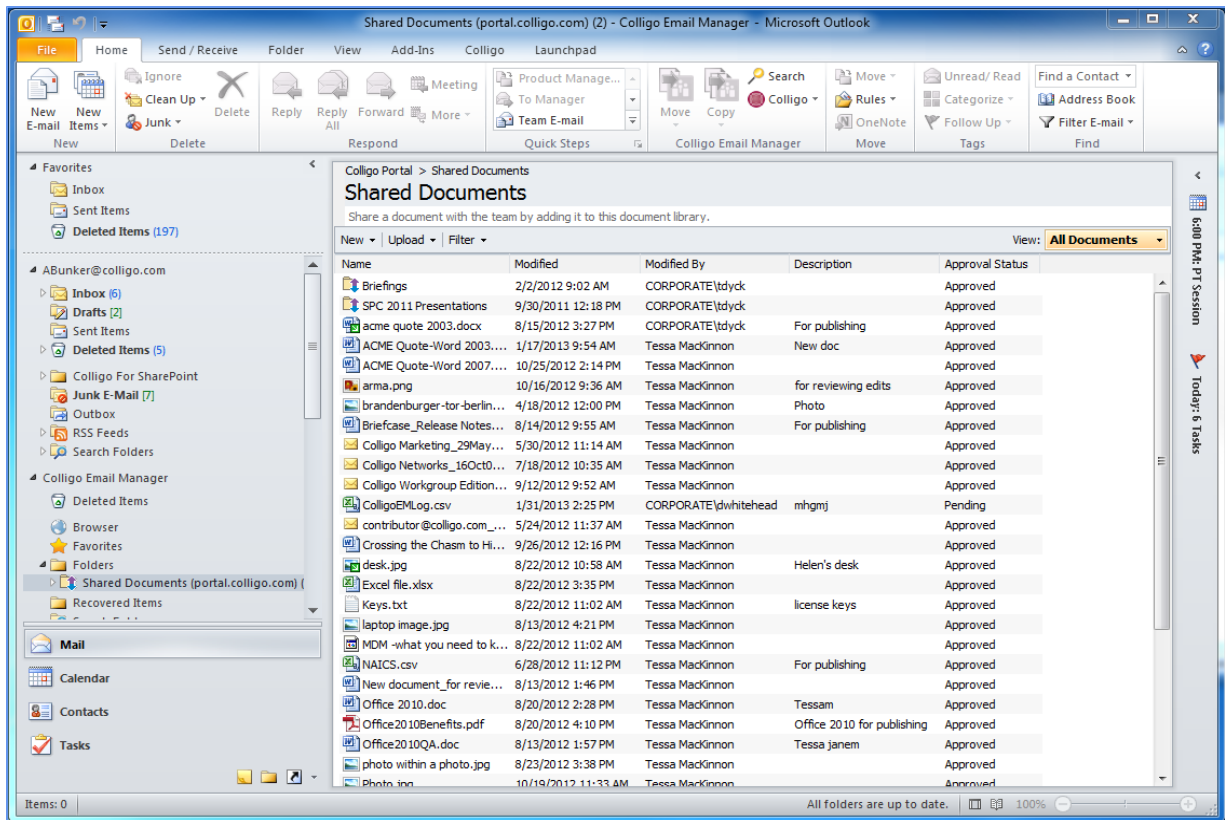 Shared Documents (portal.colligo.com) (2) - Colligo Email Manager - Microsoft Outlook
File Home Send / Receive Folder View Add-Ins Colligo Launchpad
New E-mail
New Items
New
Ignore
Clean Up
Junk
Delete
Delete
Reply
Reply All
Forward
Meeting
More
Respond
Product Manage...
To Manager
Team E-mail
Quick Steps
Move
Copy
Search
Colligo
Colligo Email Manager
Move
Rules
OneNote
Move
Unread/ Read
Categorize
Follow Up
Tags
Find a Contact
Address Book
Filter E-mail
Find
Favorites
Inbox
Sent Items
Deleted Items (197)
ABunker@colligo.com
Inbox (6)
Drafts [2]
Sent Items
Deleted Items (5)
Colligo For SharePoint
Junk E-Mail [7]
Outbox
RSS Feeds
Search Folders
Colligo Email Manager
Deleted Items
Browser
Favorites
Folders
Shared Documents (portal.colligo.com) (
Recovered Items
Mail
Calendar
Contacts
Tasks
Colligo Portal > Shared Documents
Shared Documents
Share a document with the team by adding it to this document library.
New Upload Filter View: All Documents
Name Modified Modified By Description Approval Status
Briefings 2/2/2012 9:02 AM CORPORATE\tdyck Approved
SPC 2011 Presentations 9/30/2011 12:18 PM CORPORATE\tdyck Approved
acme quote 2003.docx 8/15/2012 3:27 PM CORPORATE\tdyck For publishing Approved
ACME Quote-Word 2003.... 1/17/2013 9:54 AM Tessa MacKinnon New doc Approved
ACME Quote-Word 2007.... 10/25/2012 2:14 PM Tessa MacKinnon Approved
arma.png 10/16/2012 9:36 AM Tessa MacKinnon for reviewing edits Approved
brandenburger-tor-berlin... 4/18/2012 12:00 PM Tessa MacKinnon Photo Approved
Briefcase_Release Notes... 8/14/2012 9:55 AM Tessa MacKinnon For publishing Approved
Colligo Marketing_29May... 5/30/2012 11:14 AM Tessa MacKinnon Approved
Colligo Networks_16Oct0... 7/18/2012 10:35 AM Tessa MacKinnon Approved
Colligo Workgroup Edition... 9/12/2012 9:52 AM Tessa MacKinnon Approved
ColligoEMLog.csv 1/31/2013 2:25 PM CORPORATE\dwhitehead mhgmj Pending
contributor@colligo.com_... 5/24/2012 11:37 AM Tessa MacKinnon Approved
Crossing the Chasm to Hi... 9/26/2012 12:16 PM Tessa MacKinnon Approved
desk.jpg 8/22/2012 10:58 AM Tessa MacKinnon Helen's desk Approved
Excel file.xlsx 8/22/2012 3:35 PM Tessa MacKinnon Approved
Keys.txt 8/22/2012 11:02 AM Tessa MacKinnon license keys Approved
laptop image.jpg 8/13/2012 4:21 PM Tessa MacKinnon Approved
MDM -what you need to k... 8/22/2012 11:02 AM Tessa MacKinnon Approved
NAICS.csv 6/28/2012 11:12 PM Tessa MacKinnon For publishing Approved
New document_for revie... 8/13/2012 1:46 PM Tessa MacKinnon Approved
Office 2010.doc 8/20/2012 2:28 PM Tessa MacKinnon Tessam Approved
Office2010Benefits.pdf 8/20/2012 4:10 PM Tessa MacKinnon Office 2010 for publishing Approved
Office2010QA.doc 8/13/2012 1:57 PM Tessa MacKinnon Tessa janem Approved
photo within a photo.jpg 8/23/2012 3:38 PM Tessa MacKinnon Approved
Photo.jpg 10/19/2012 11:33 AM Tessa MacKinnon Approved
6:00 PM: PT Session
Today: 6 Tasks
Items: 0 All folders are up to date. 100%